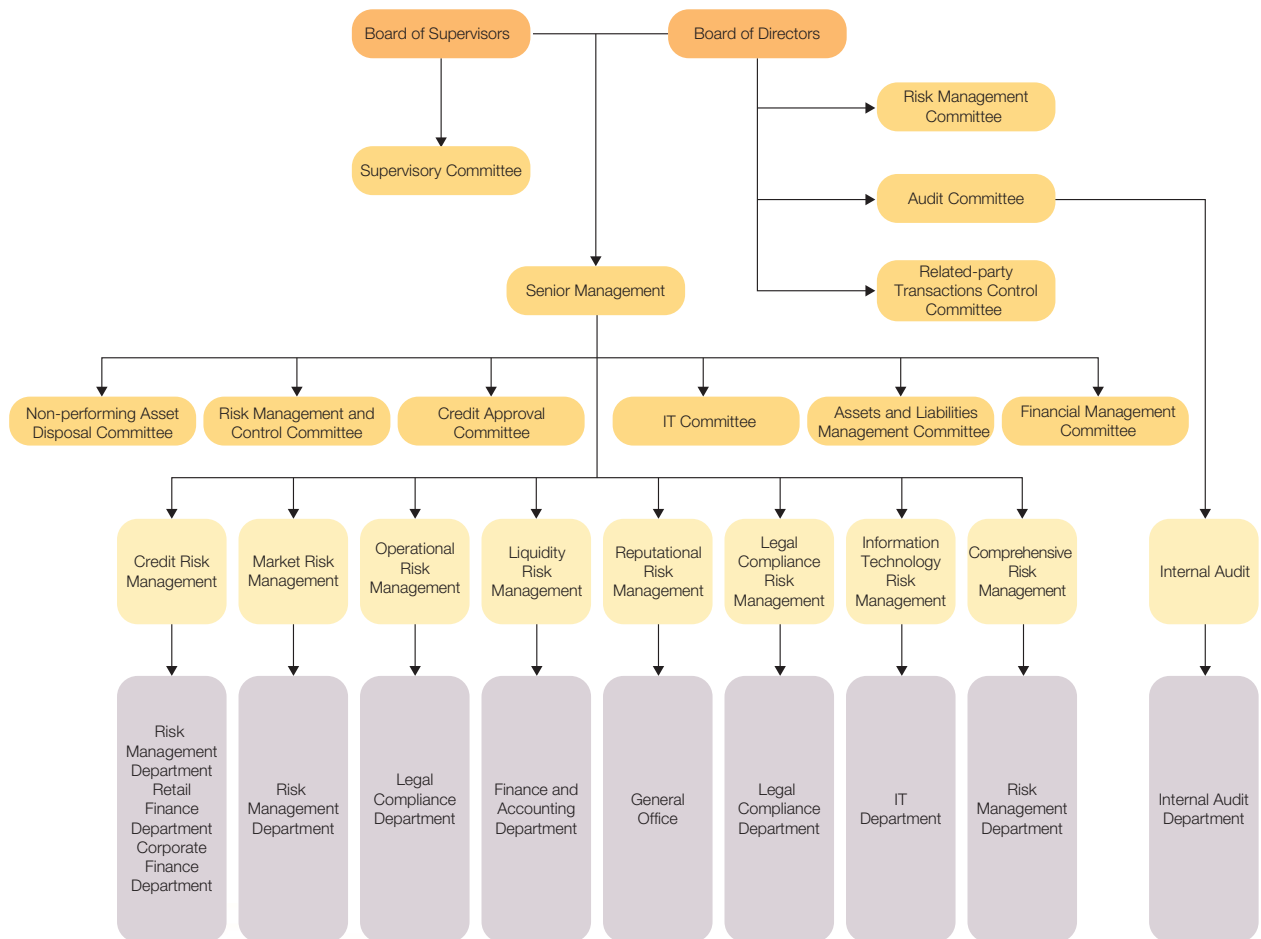 Board of Supervisors
Board of Directors
Risk Management
Committee
Supervisory Committee
Audit Committee
Related-party
Transactions Control
Committee
Senior Management
Non-performing Asset
Disposal Committee
Risk Management and
Control Committee
Credit Approval
Committee
IT Committee
Assets and Liabilities
Management Committee
Financial Management
Committee
Credit Risk
Management
Market Risk
Management
Operational
Risk
Management
Liquidity
Risk
Management
Reputational
Risk
Management
Legal
Compliance
Risk
Management
Information
Technology
Risk
Management
Comprehensive
Risk
Management
Internal Audit
Risk
Management
Department
Retail
Finance
Department
Corporate
Finance
Department
Risk
Management
Department
Legal
Compliance
Department
Finance and
Accounting
Department
General
Office
Legal
Compliance
Department
IT
Department
Risk
Management
Department
Internal Audit
Department